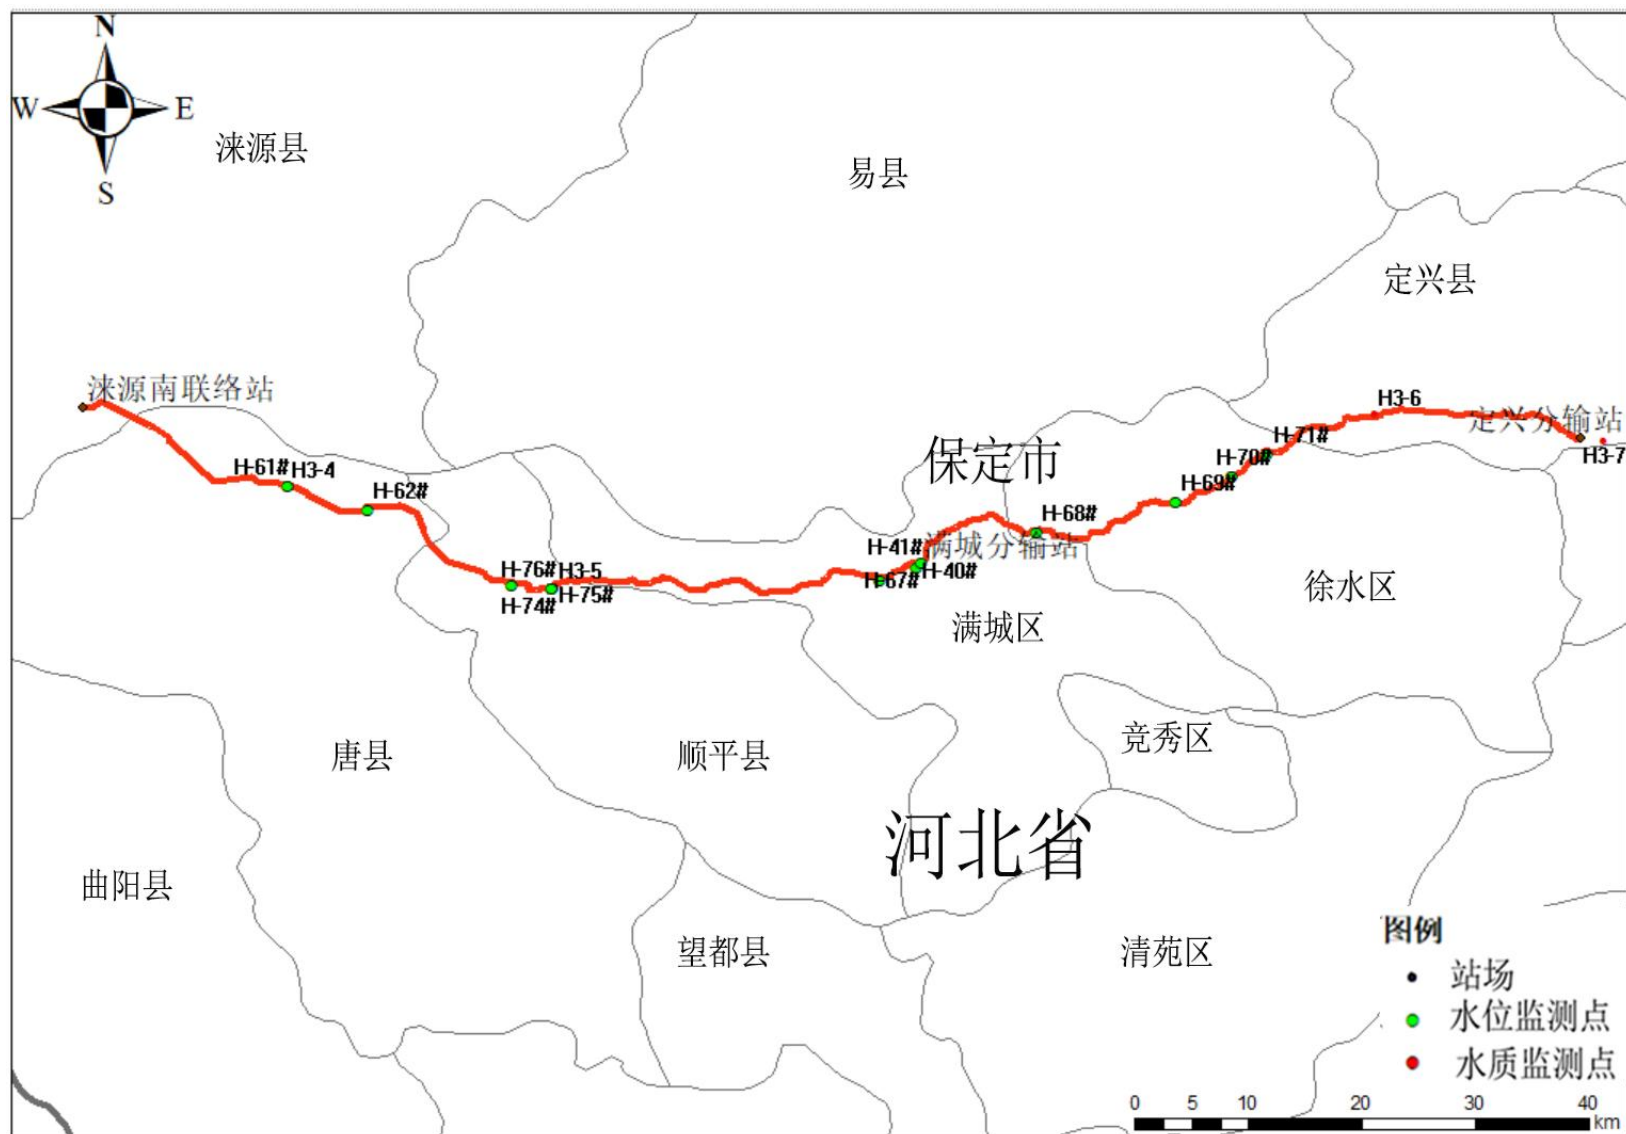 N
W
E
S
涞源县
易县
定兴县
涞源南联络站
H3-6
定兴分输站
H-71#
H3-7
保定市
H-70#
H-61#
H3-4
H-62#
H-69#
H-68#
H-41#
满城分输站
H-76#
H3-5
H-67#
H-40#
H-74#
H-75#
徐水区
满城区
唐县
顺平县
竞秀区
河北省
曲阳县
望都县
清苑区
图例
站场
水位监测点
水质监测点
0 5 10 20 30 40
km